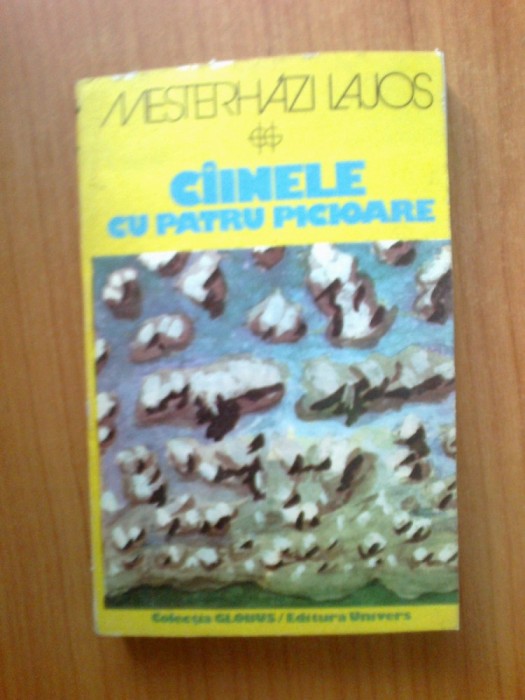 MESTERHÁZI LAJOS
CÎINELE
CU PATRU PICIOARE
Colecția GLOBUS / Editura Univers